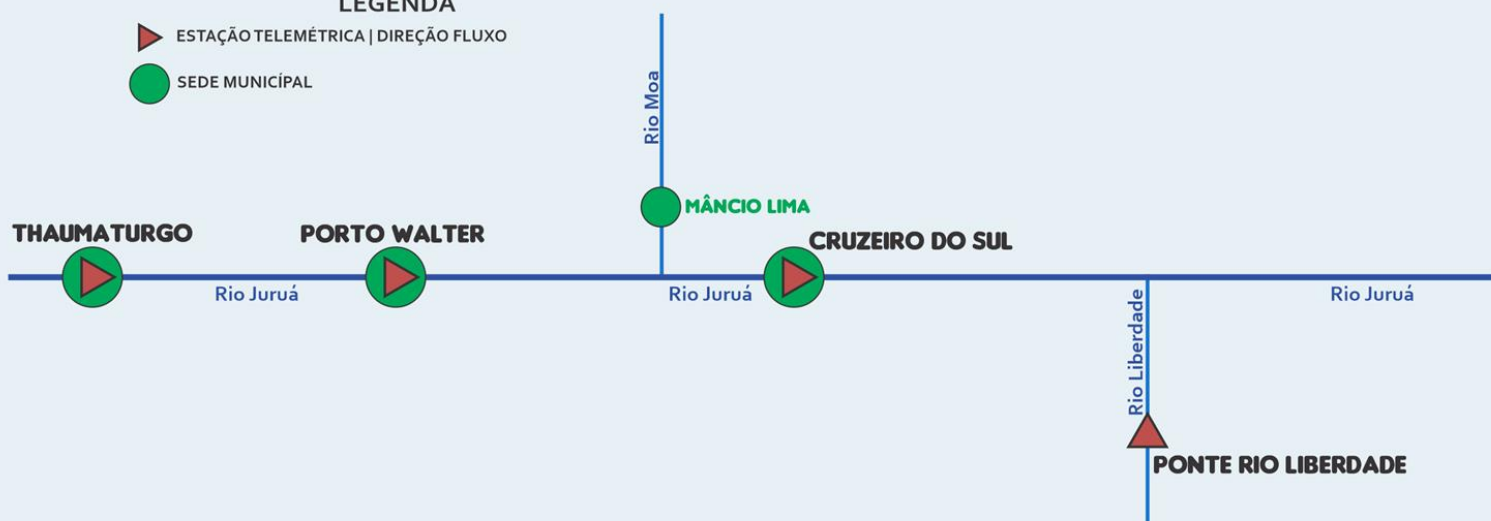 LEGENDA
ESTAÇÃO TELEMÉTRICA | DIREÇÃO FLUXO
SEDE MUNICÍPAL
Rio Moa
MÂNCIO LIMA
THAUMATURGO
PORTO WALTER
CRUZEIRO DO SUL
Rio Juruá
Rio Juruá
Rio Juruá
Rio Liberdade
PONTE RIO LIBERDADE